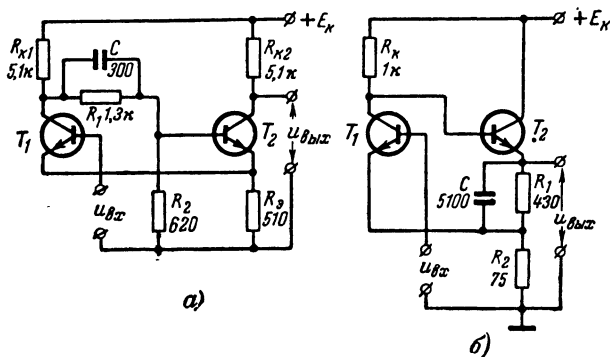 +Eк
Rк1
5,1к
C
300
R1 1,3к
Rк2
5,1к
T1
T2
uвх
R2
620
Rэ
510
uвых
а)
+Eк
Rк
1к
T1
T2
C
5100
R1
430
uвх
R2
75
uвых
б)